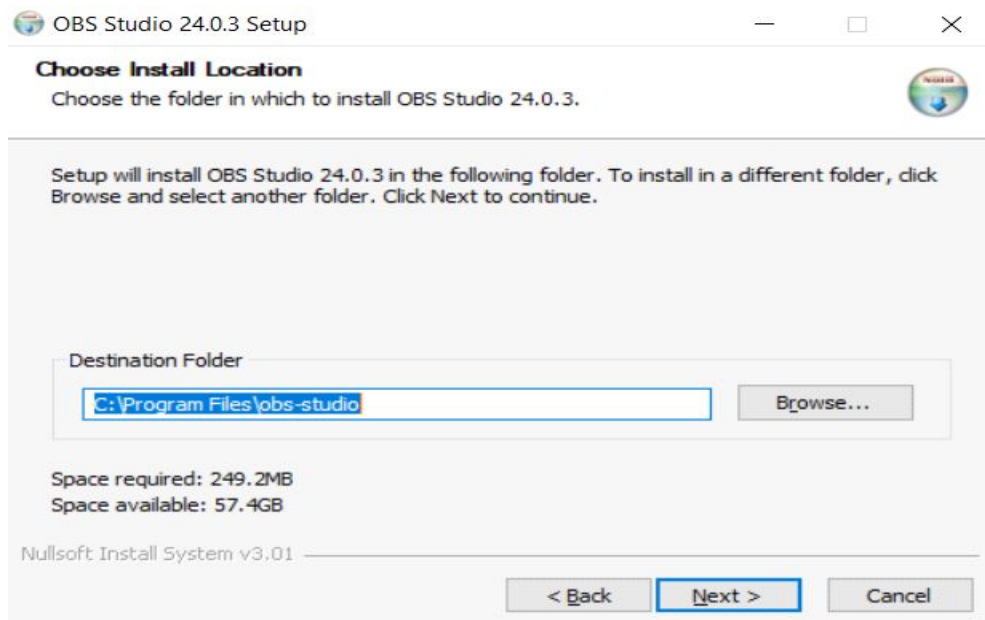 OBS Studio 24.0.3 Setup
Choose Install Location
Choose the folder in which to install OBS Studio 24.0.3.
Setup will install OBS Studio 24.0.3 in the following folder. To install in a different folder, click
Browse and select another folder. Click Next to continue.
Destination Folder
C:\Program Files\obs-studio
Browse...
Space required: 249.2MB
Space available: 57.4GB
Nullsoft Install System v3.01
< Back
Next >
Cancel